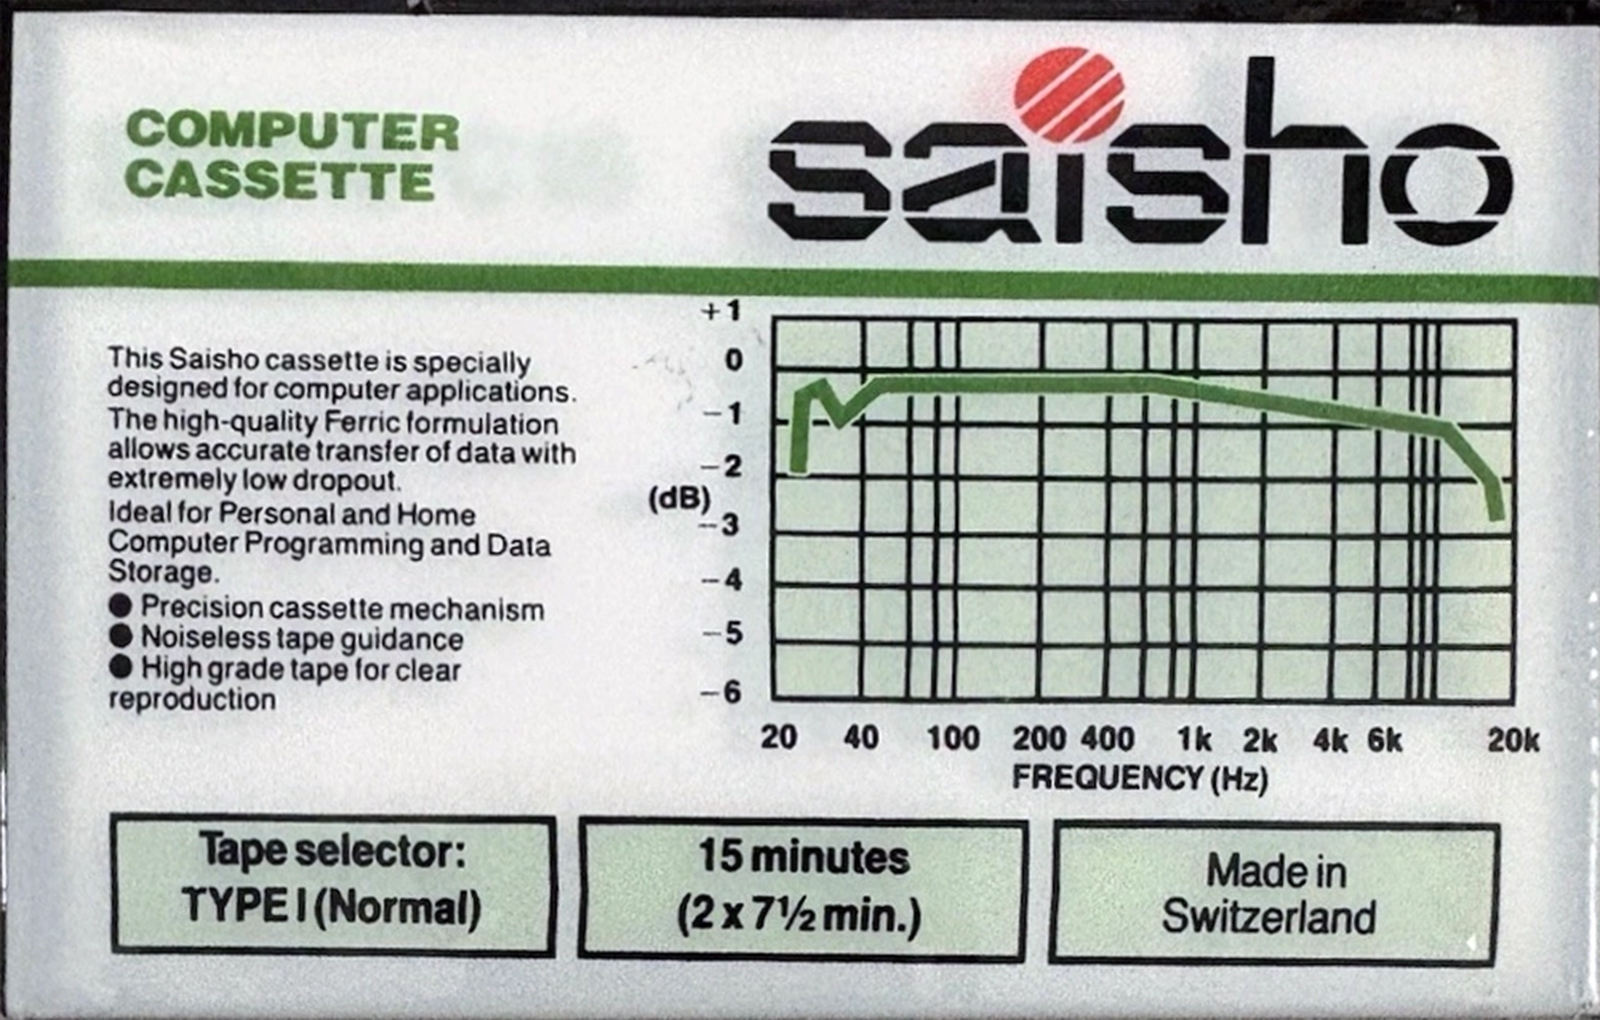 COMPUTER
CASSETTE
saisho
This Saisho cassette is specially
designed for computer applications.
The high-quality Ferric formulation
allows accurate transfer of data with
extremely low dropout.
Ideal for Personal and Home
Computer Programming and Data
Storage.
● Precision cassette mechanism
● Noiseless tape guidance
● High grade tape for clear
reproduction
+1
0
−1
−2
(dB)
−3
−4
−5
−6
20 40 100 200 400 1k 2k 4k 6k 20k
FREQUENCY (Hz)
Tape selector:
TYPE I (Normal)
15 minutes
(2 x 7½ min.)
Made in
Switzerland